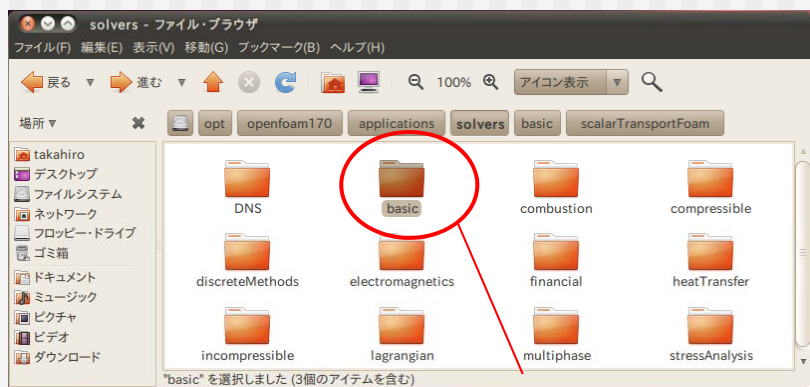 solvers - ファイル・ブラウザ
ファイル(F) 編集(E) 表示(V) 移動(G) ブックマーク(B) ヘルプ(H)
戻る 進む 100% アイコン表示
場所 opt openfoam170 applications solvers basic scalarTransportFoam
takahiro
デスクトップ
ファイルシステム
ネットワーク
フロッピー・ドライブ
ゴミ箱
ドキュメント
ミュージック
ピクチャ
ビデオ
ダウンロード
DNS basic combustion compressible
discreteMethods electromagnetics financial heatTransfer
incompressible lagrangian multiphase stressAnalysis
"basic" を選択しました (3個のアイテムを含む)